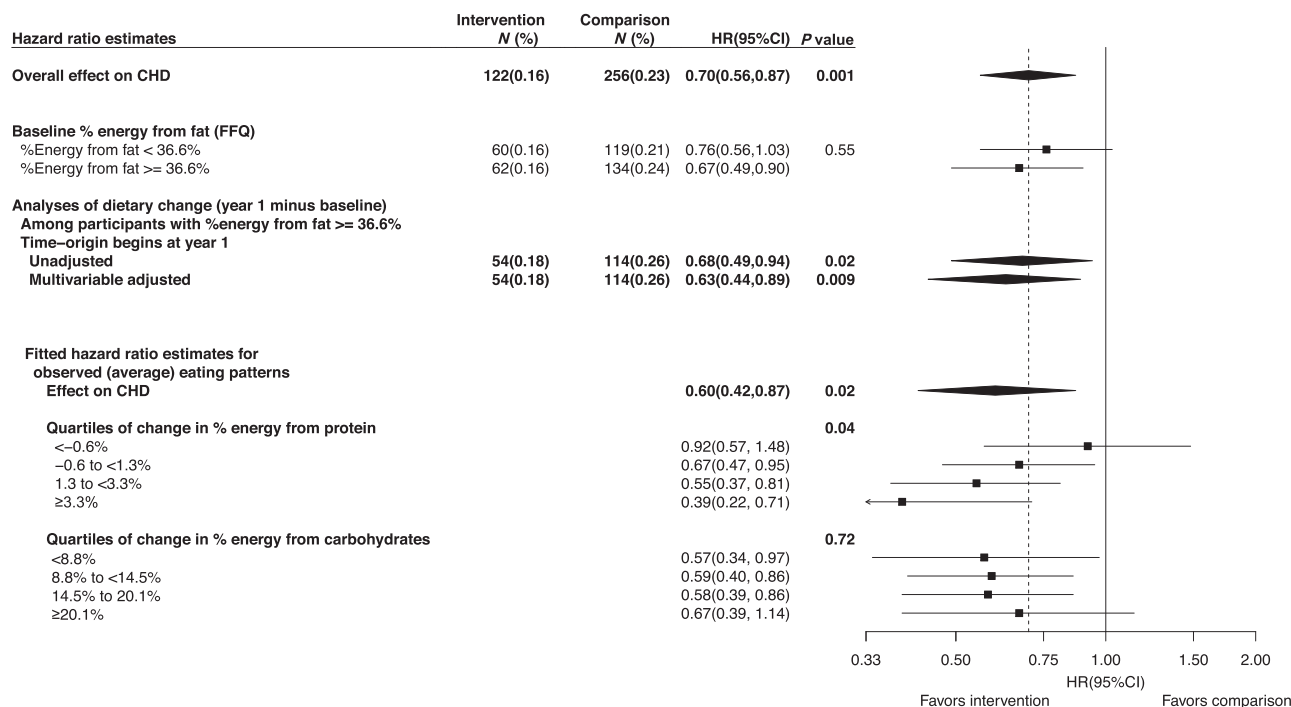 Intervention Comparison
Hazard ratio estimates N (%) N (%) HR(95%CI) P value
Overall effect on CHD 122(0.16) 256(0.23) 0.70(0.56,0.87) 0.001
Baseline % energy from fat (FFQ)
%Energy from fat < 36.6% 60(0.16) 119(0.21) 0.76(0.56,1.03) 0.55
%Energy from fat >= 36.6% 62(0.16) 134(0.24) 0.67(0.49,0.90)
Analyses of dietary change (year 1 minus baseline)
Among participants with %energy from fat >= 36.6%
Time−origin begins at year 1
Unadjusted 54(0.18) 114(0.26) 0.68(0.49,0.94) 0.02
Multivariable adjusted 54(0.18) 114(0.26) 0.63(0.44,0.89) 0.009
Fitted hazard ratio estimates for
observed (average) eating patterns
Effect on CHD 0.60(0.42,0.87) 0.02
Quartiles of change in % energy from protein 0.04
<−0.6% 0.92(0.57, 1.48)
−0.6 to <1.3% 0.67(0.47, 0.95)
1.3 to <3.3% 0.55(0.37, 0.81)
≥3.3% 0.39(0.22, 0.71)
Quartiles of change in % energy from carbohydrates 0.72
<8.8% 0.57(0.34, 0.97)
8.8% to <14.5% 0.59(0.40, 0.86)
14.5% to 20.1% 0.58(0.39, 0.86)
≥20.1% 0.67(0.39, 1.14)
0.33 0.50 0.75 1.00 1.50 2.00
HR(95%CI)
Favors intervention Favors comparison